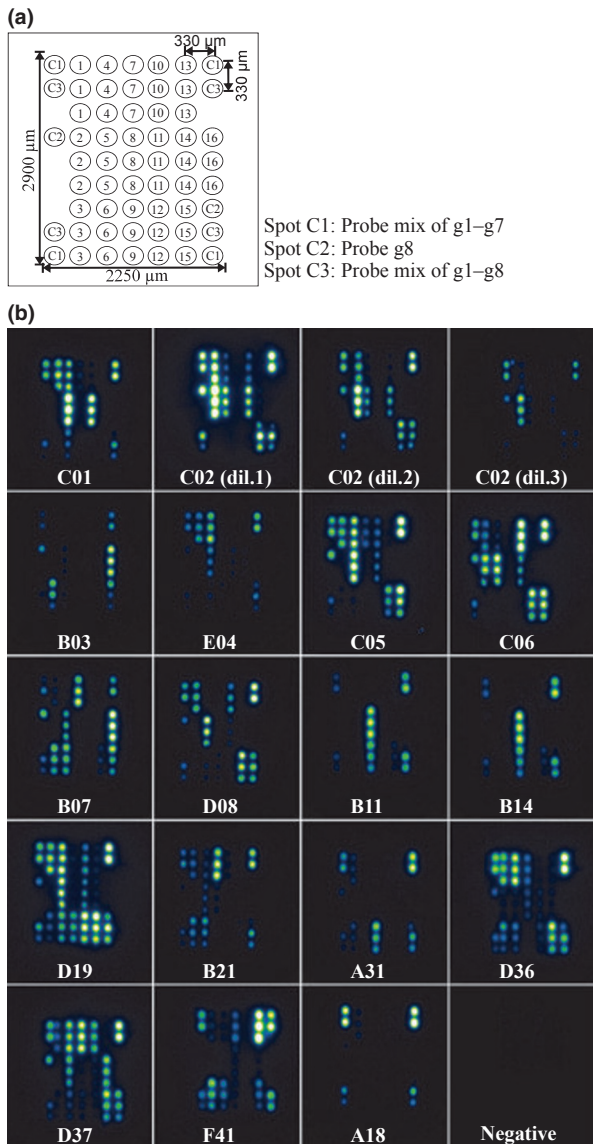 (a)
330 µm
C1 1 4 7 10 13 C1
C3 1 4 7 10 13 C3
330 µm
1 4 7 10 13
C2 2 5 8 11 14 16
2900 µm
2 5 8 11 14 16
2 5 8 11 14 16
3 6 9 12 15 C2
C3 3 6 9 12 15 C3
C1 3 6 9 12 15 C1
2250 µm
Spot C1: Probe mix of g1–g7
Spot C2: Probe g8
Spot C3: Probe mix of g1–g8
(b)
C01 C02 (dil.1) C02 (dil.2) C02 (dil.3)
B03 E04 C05 C06
B07 D08 B11 B14
D19 B21 A31 D36
D37 F41 A18 Negative